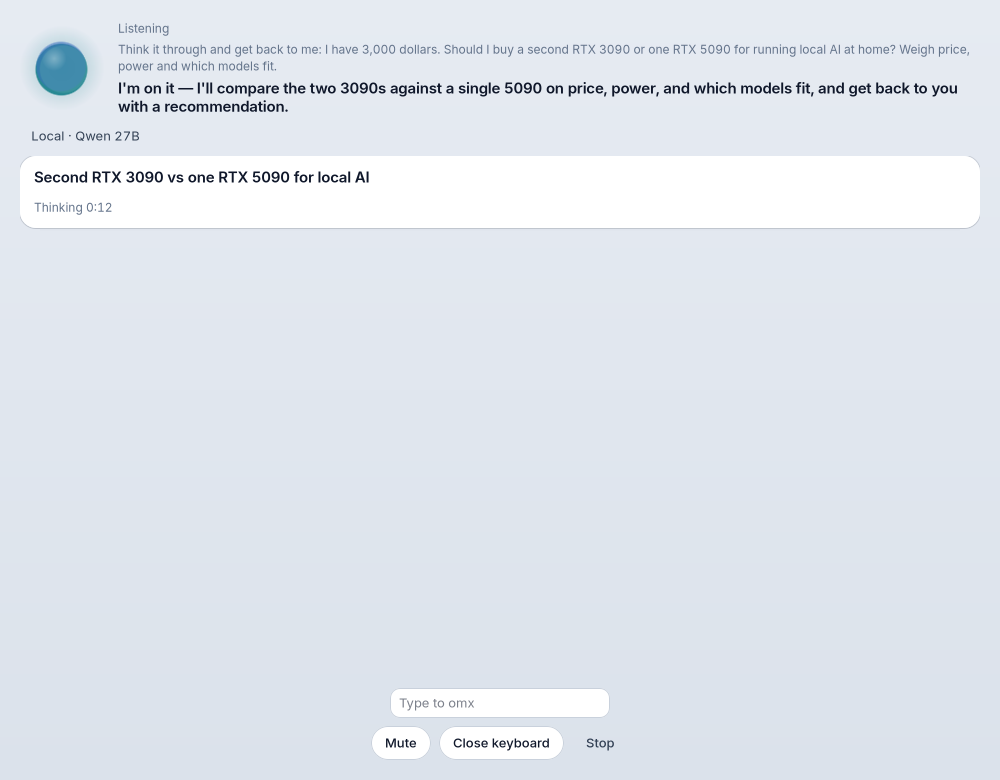 Listening
Think it through and get back to me: I have 3,000 dollars. Should I buy a second RTX 3090 or one RTX 5090 for running local AI at home? Weigh price,
power and which models fit.
I'm on it — I'll compare the two 3090s against a single 5090 on price, power, and which models fit, and get back to you
with a recommendation.
Local · Qwen 27B
Second RTX 3090 vs one RTX 5090 for local AI
Thinking 0:12
Type to omx
Mute
Close keyboard
Stop